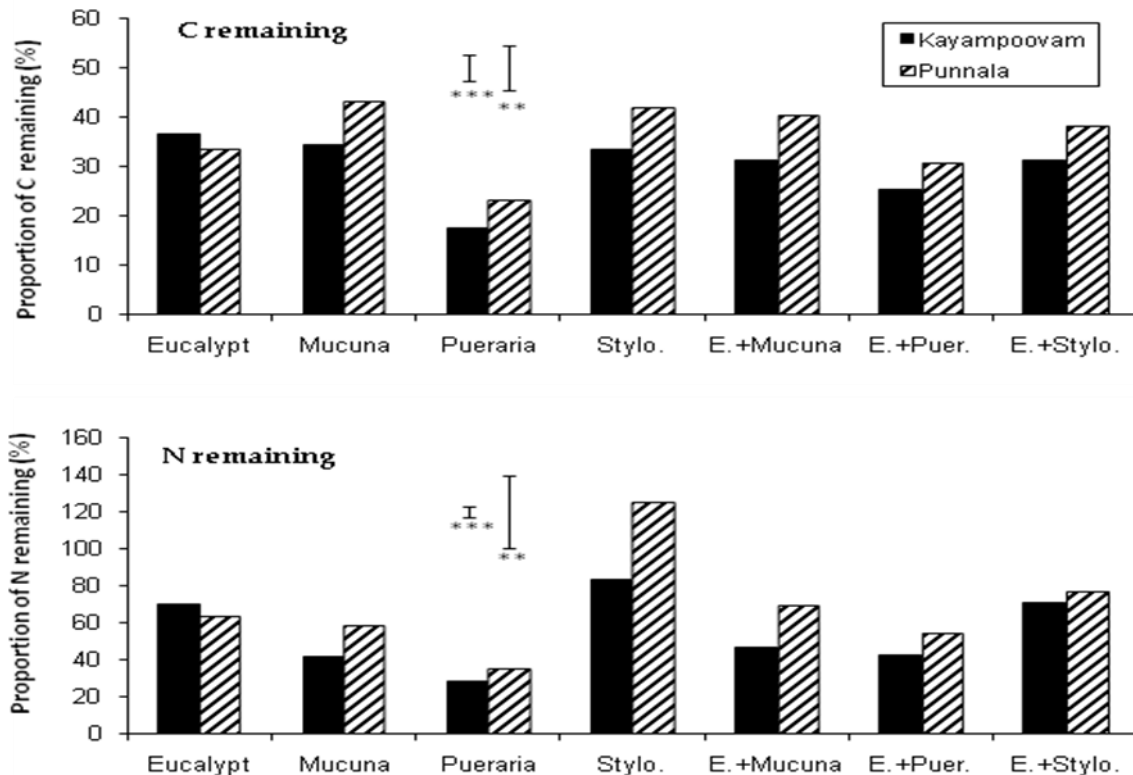 C remaining
Kayampoovam
Punnala
Proportion of C remaining (%)
60
50
40
30
20
10
0
***
**
Eucalypt Mucuna Pueraria Stylo. E.+Mucuna E.+Puer. E.+Stylo.
N remaining
Proportion of N remaining (%)
160
140
120
100
80
60
40
20
0
***
**
Eucalypt Mucuna Pueraria Stylo. E.+Mucuna E.+Puer. E.+Stylo.